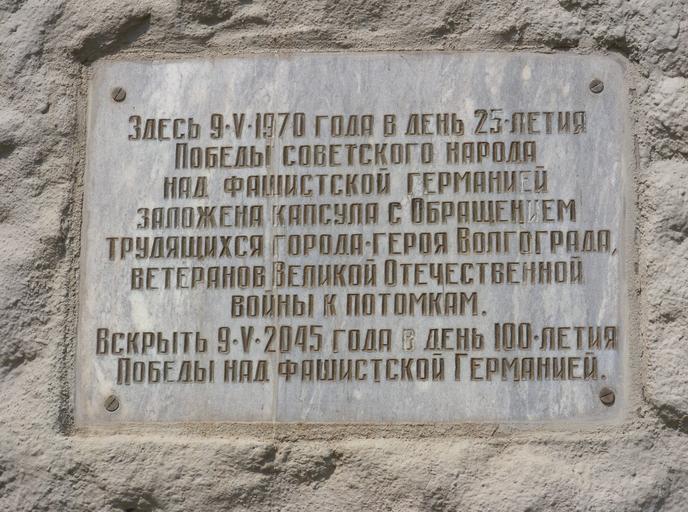 Здесь 9·V·1970 года в день 25-летия
Победы советского народа
над фашистской Германией
заложена капсула с Обращением
трудящихся города-героя Волгограда,
ветеранов Великой Отечественной
войны к потомкам.
Вскрыть 9·V·2045 года в день 100-летия
Победы над фашистской Германией.